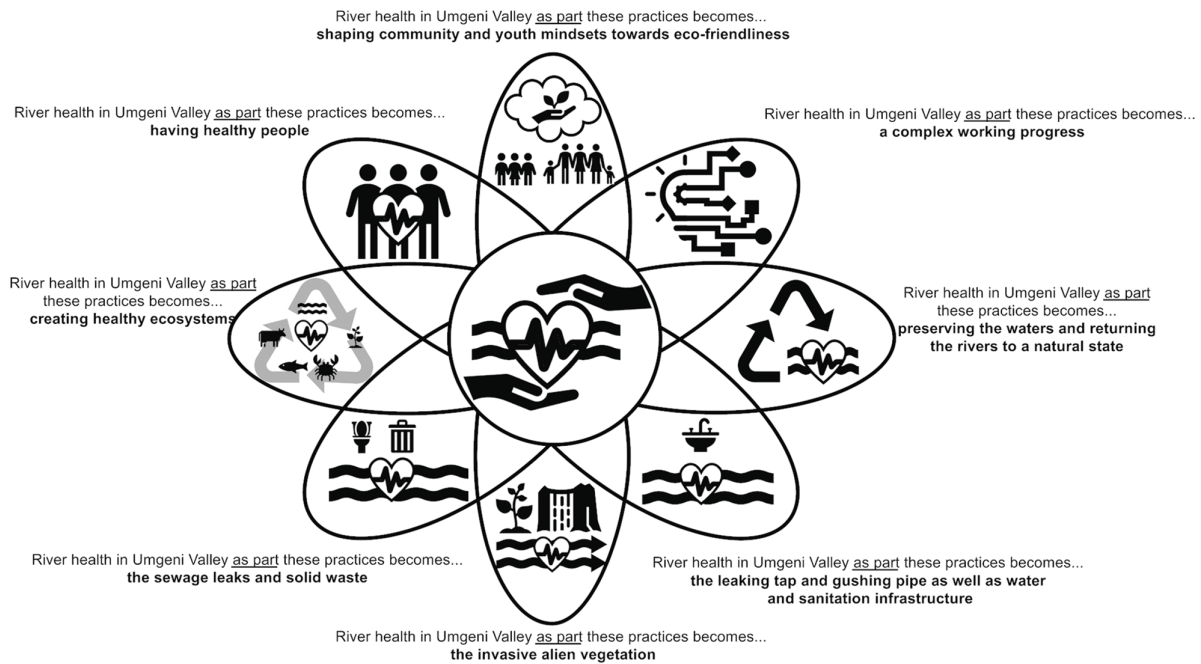 River health in Umgeni Valley as part these practices becomes...
shaping community and youth mindsets towards eco-friendliness
River health in Umgeni Valley as part these practices becomes...
having healthy people
River health in Umgeni Valley as part these practices becomes...
a complex working progress
River health in Umgeni Valley as part
these practices becomes...
creating healthy ecosystems
River health in Umgeni Valley as part
these practices becomes...
preserving the waters and returning
the rivers to a natural state
River health in Umgeni Valley as part these practices becomes...
the sewage leaks and solid waste
River health in Umgeni Valley as part these practices becomes...
the leaking tap and gushing pipe as well as water
and sanitation infrastructure
River health in Umgeni Valley as part these practices becomes...
the invasive alien vegetation